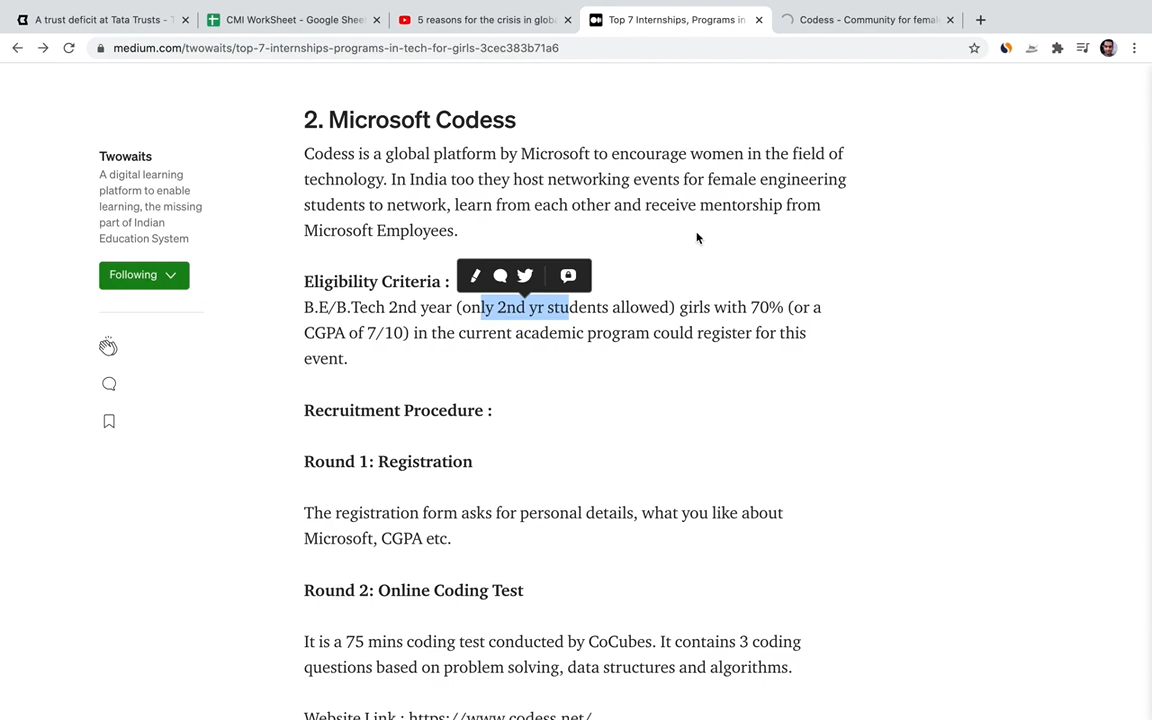 A trust deficit at Tata Trusts - T
CMI WorkSheet - Google Shee
5 reasons for the crisis in globa
Top 7 Internships, Programs in
Codess - Community for femal
medium.com/twowaits/top-7-internships-programs-in-tech-for-girls-3cec383b71a6
2. Microsoft Codess
Codess is a global platform by Microsoft to encourage women in the field of
technology. In India too they host networking events for female engineering
students to network, learn from each other and receive mentorship from
Microsoft Employees.
Twowaits
A digital learning
platform to enable
learning, the missing
part of Indian
Education System
Following
Eligibility Criteria :
B.E/B.Tech 2nd year (only 2nd yr students allowed) girls with 70% (or a
CGPA of 7/10) in the current academic program could register for this
event.
Recruitment Procedure :
Round 1: Registration
The registration form asks for personal details, what you like about
Microsoft, CGPA etc.
Round 2: Online Coding Test
It is a 75 mins coding test conducted by CoCubes. It contains 3 coding
questions based on problem solving, data structures and algorithms.
Website Link : https://www.codess.net/